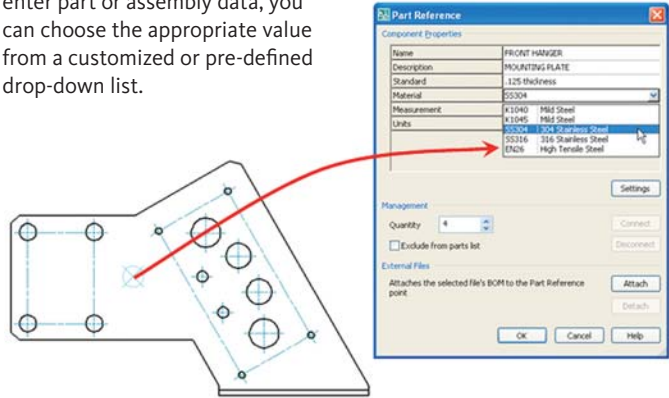 enter part or assembly data, you
can choose the appropriate value
from a customized or pre-defined
drop-down list.
Part Reference
Component Properties
Name FRONT HANGER
Description MOUNTING PLATE
Standard .125 thickness
Material SS304
Measurement
Units
K1040 Mild Steel
K1045 Mild Steel
SS304 304 Stainless Steel
SS316 316 Stainless Steel
EN26 High Tensile Steel
Settings
Management
Quantity 4
Connect
Exclude from parts list
Disconnect
External Files
Attaches the selected file's BOM to the Part Reference
point
Attach
Detach
OK Cancel Help